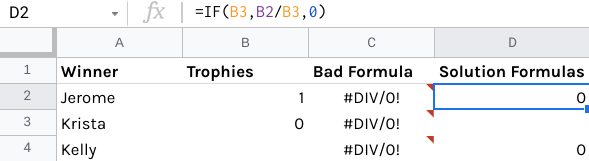 D2 fx =IF(B3,B2/B3,0)
A B C D
1 Winner Trophies Bad Formula Solution Formulas
2 Jerome 1 #DIV/0! 0
3 Krista 0 #DIV/0!
4 Kelly #DIV/0! 0